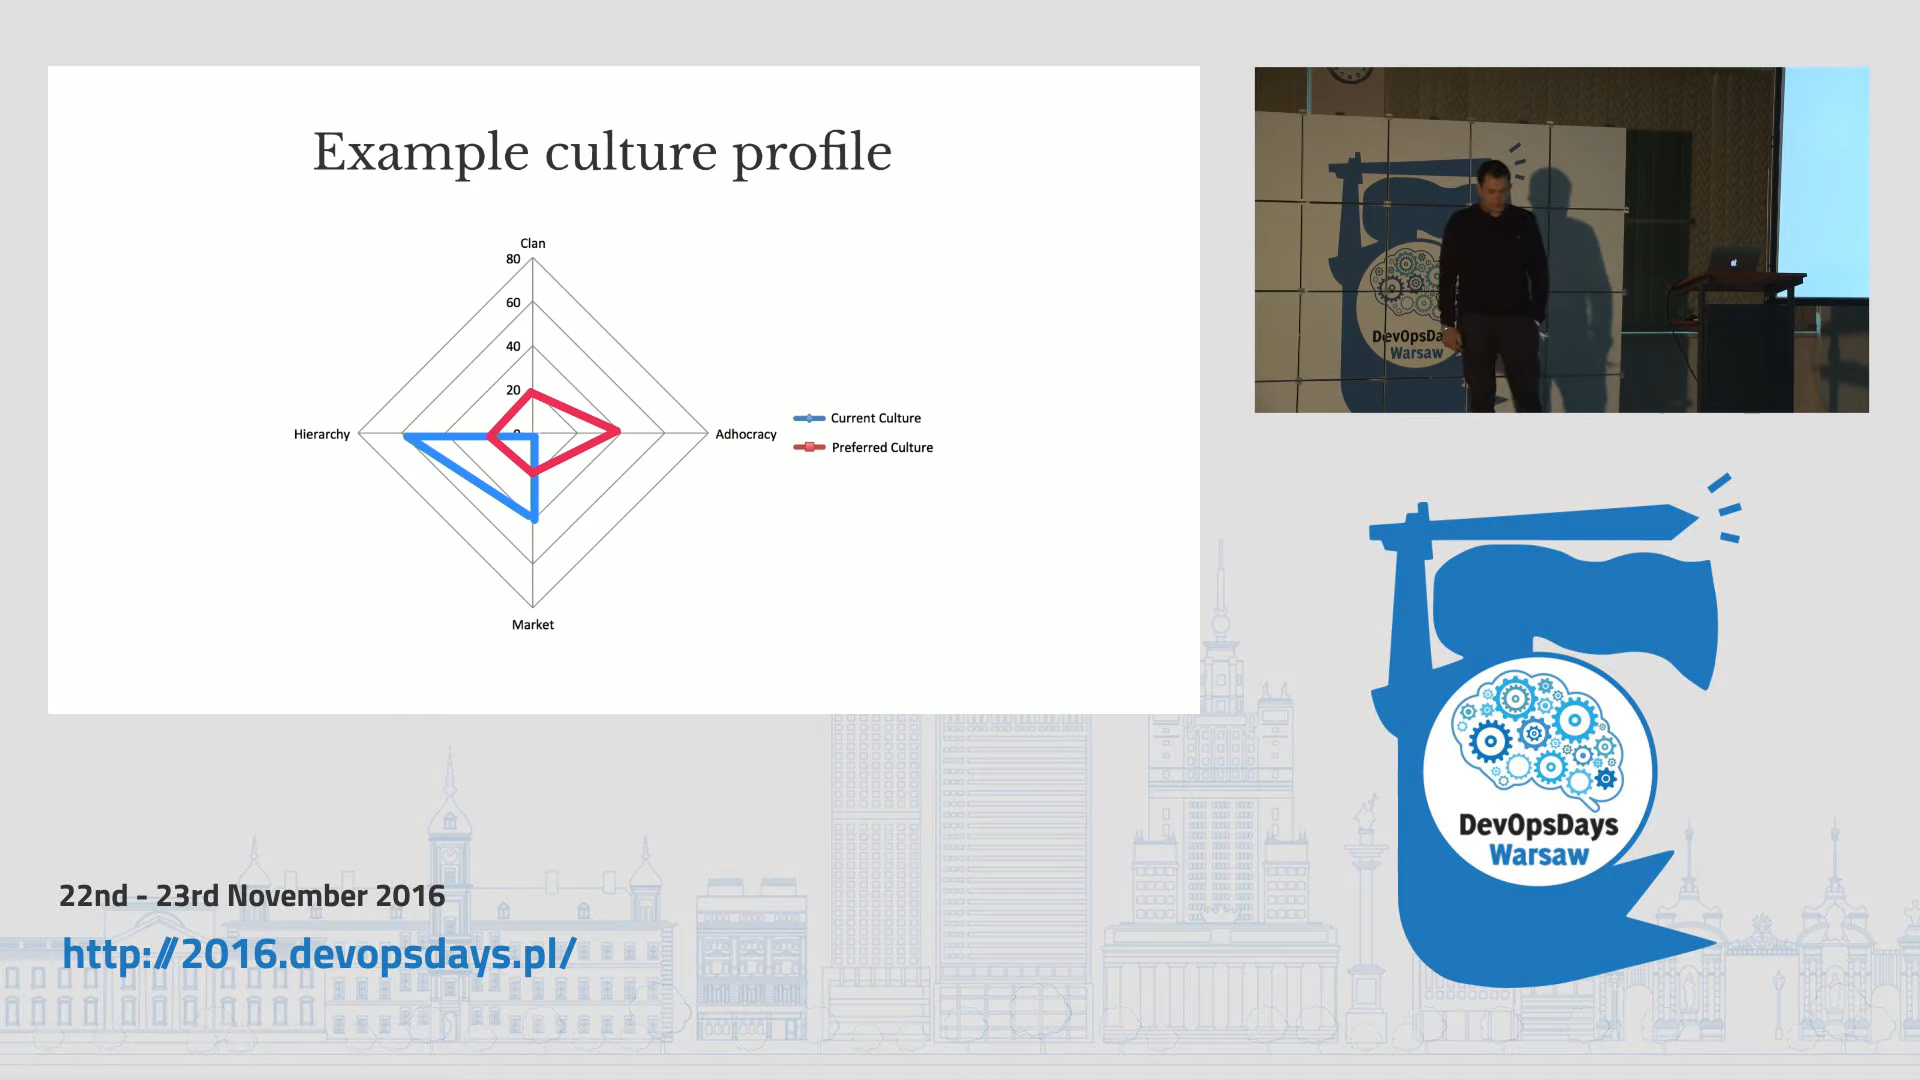 Example culture profile
Clan
80
60
40
20
0
Hierarchy
Adhocracy
Market
Current Culture
Preferred Culture
DevOpsDa
Warsaw
DevOpsDays
Warsaw
22nd - 23rd November 2016
http://2016.devopsdays.pl/